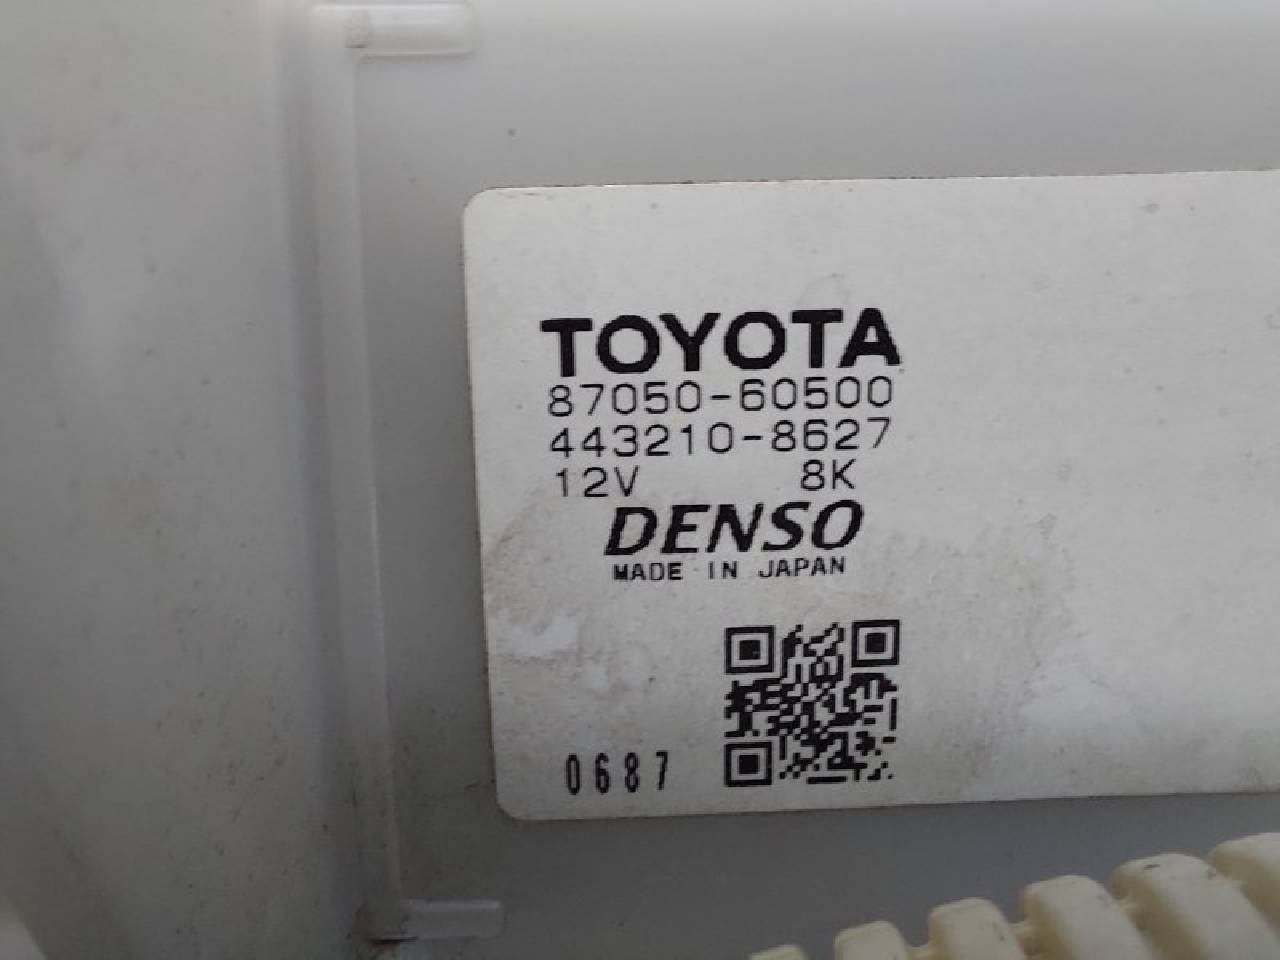 TOYOTA
87050-60500
443210-8627
12V 8K
DENSO
MADE IN JAPAN
0687